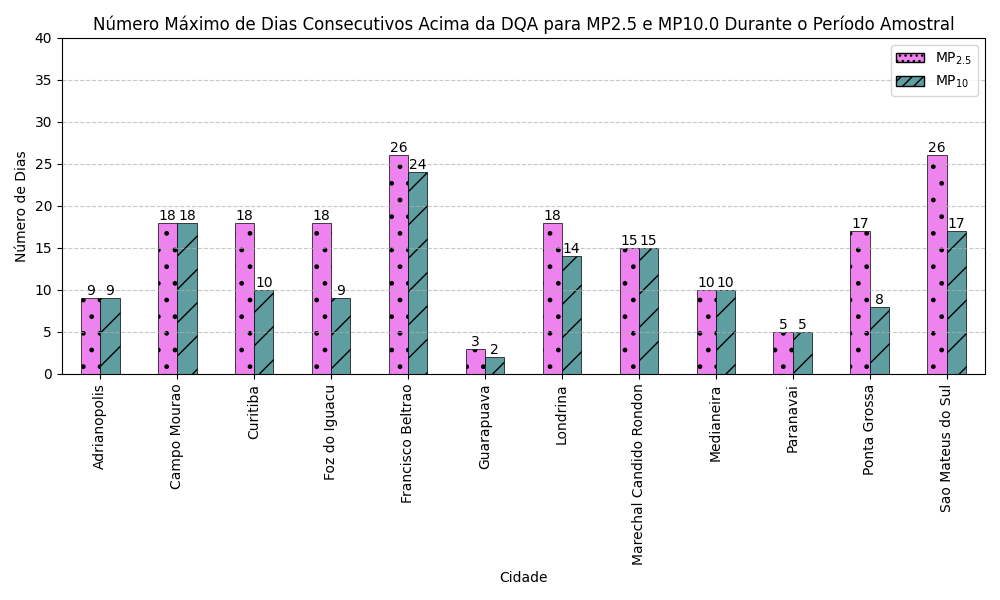 Número Máximo de Dias Consecutivos Acima da DQA para MP2.5 e MP10.0 Durante o Período Amostral
MP2.5
MP10
Número de Dias
40
35
30
25
20
15
10
5
0
9 9
18 18
18 10
18 9
26 24
3 2
18 14
15 15
10 10
5 5
17 8
26 17
Adrianopolis
Campo Mourao
Curitiba
Foz do Iguacu
Francisco Beltrao
Guarapuava
Londrina
Marechal Candido Rondon
Medianeira
Paranavai
Ponta Grossa
Sao Mateus do Sul
Cidade